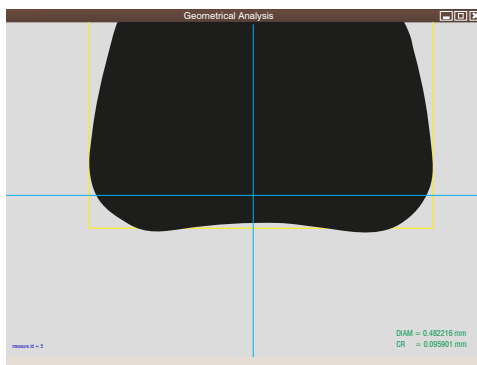 Geometrical Analysis
DIAM = 0.482216 mm
CR = 0.095901 mm
measure id = 5